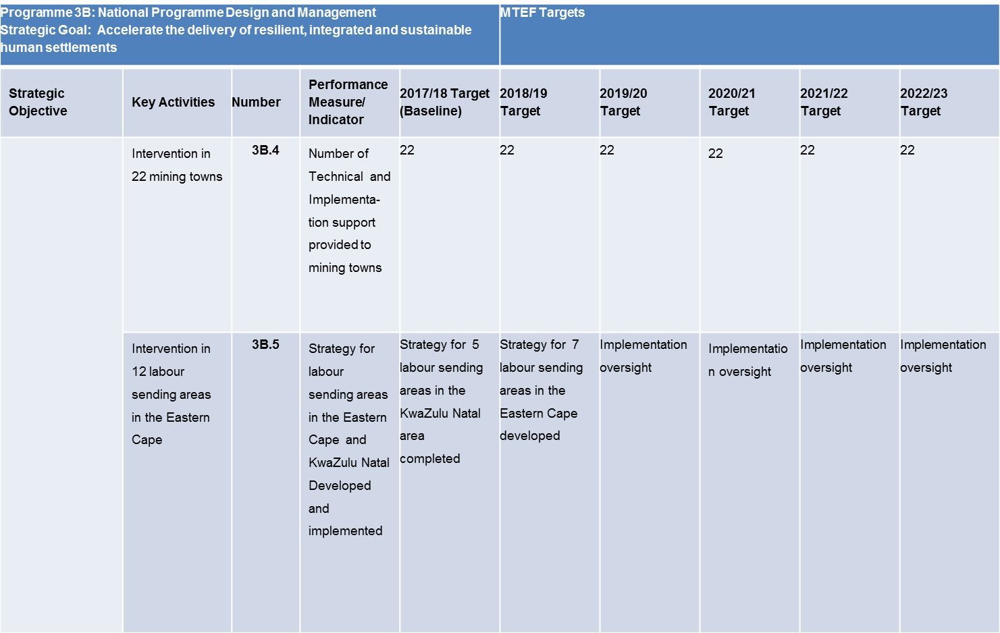 Programme 3B: National Programme Design and Management
Strategic Goal: Accelerate the delivery of resilient, integrated and sustainable
human settlements
MTEF Targets
Strategic
Objective
Key Activities
Number
Performance
Measure/
Indicator
2017/18 Target
(Baseline)
2018/19
Target
2019/20
Target
2020/21
Target
2021/22
Target
2022/23
Target
Intervention in
22 mining towns
3B.4
Number of
Technical and
Implementa-
tion support
provided to
mining towns
22
22
22
22
22
22
Intervention in
12 labour
sending areas
in the Eastern
Cape
3B.5
Strategy for
labour
sending areas
in the Eastern
Cape and
KwaZulu Natal
Developed
and
implemented
Strategy for 5
labour sending
areas in the
KwaZulu Natal
area
completed
Strategy for 7
labour sending
areas in the
Eastern Cape
developed
Implementation
oversight
Implementatio
n oversight
Implementation
oversight
Implementation
oversight